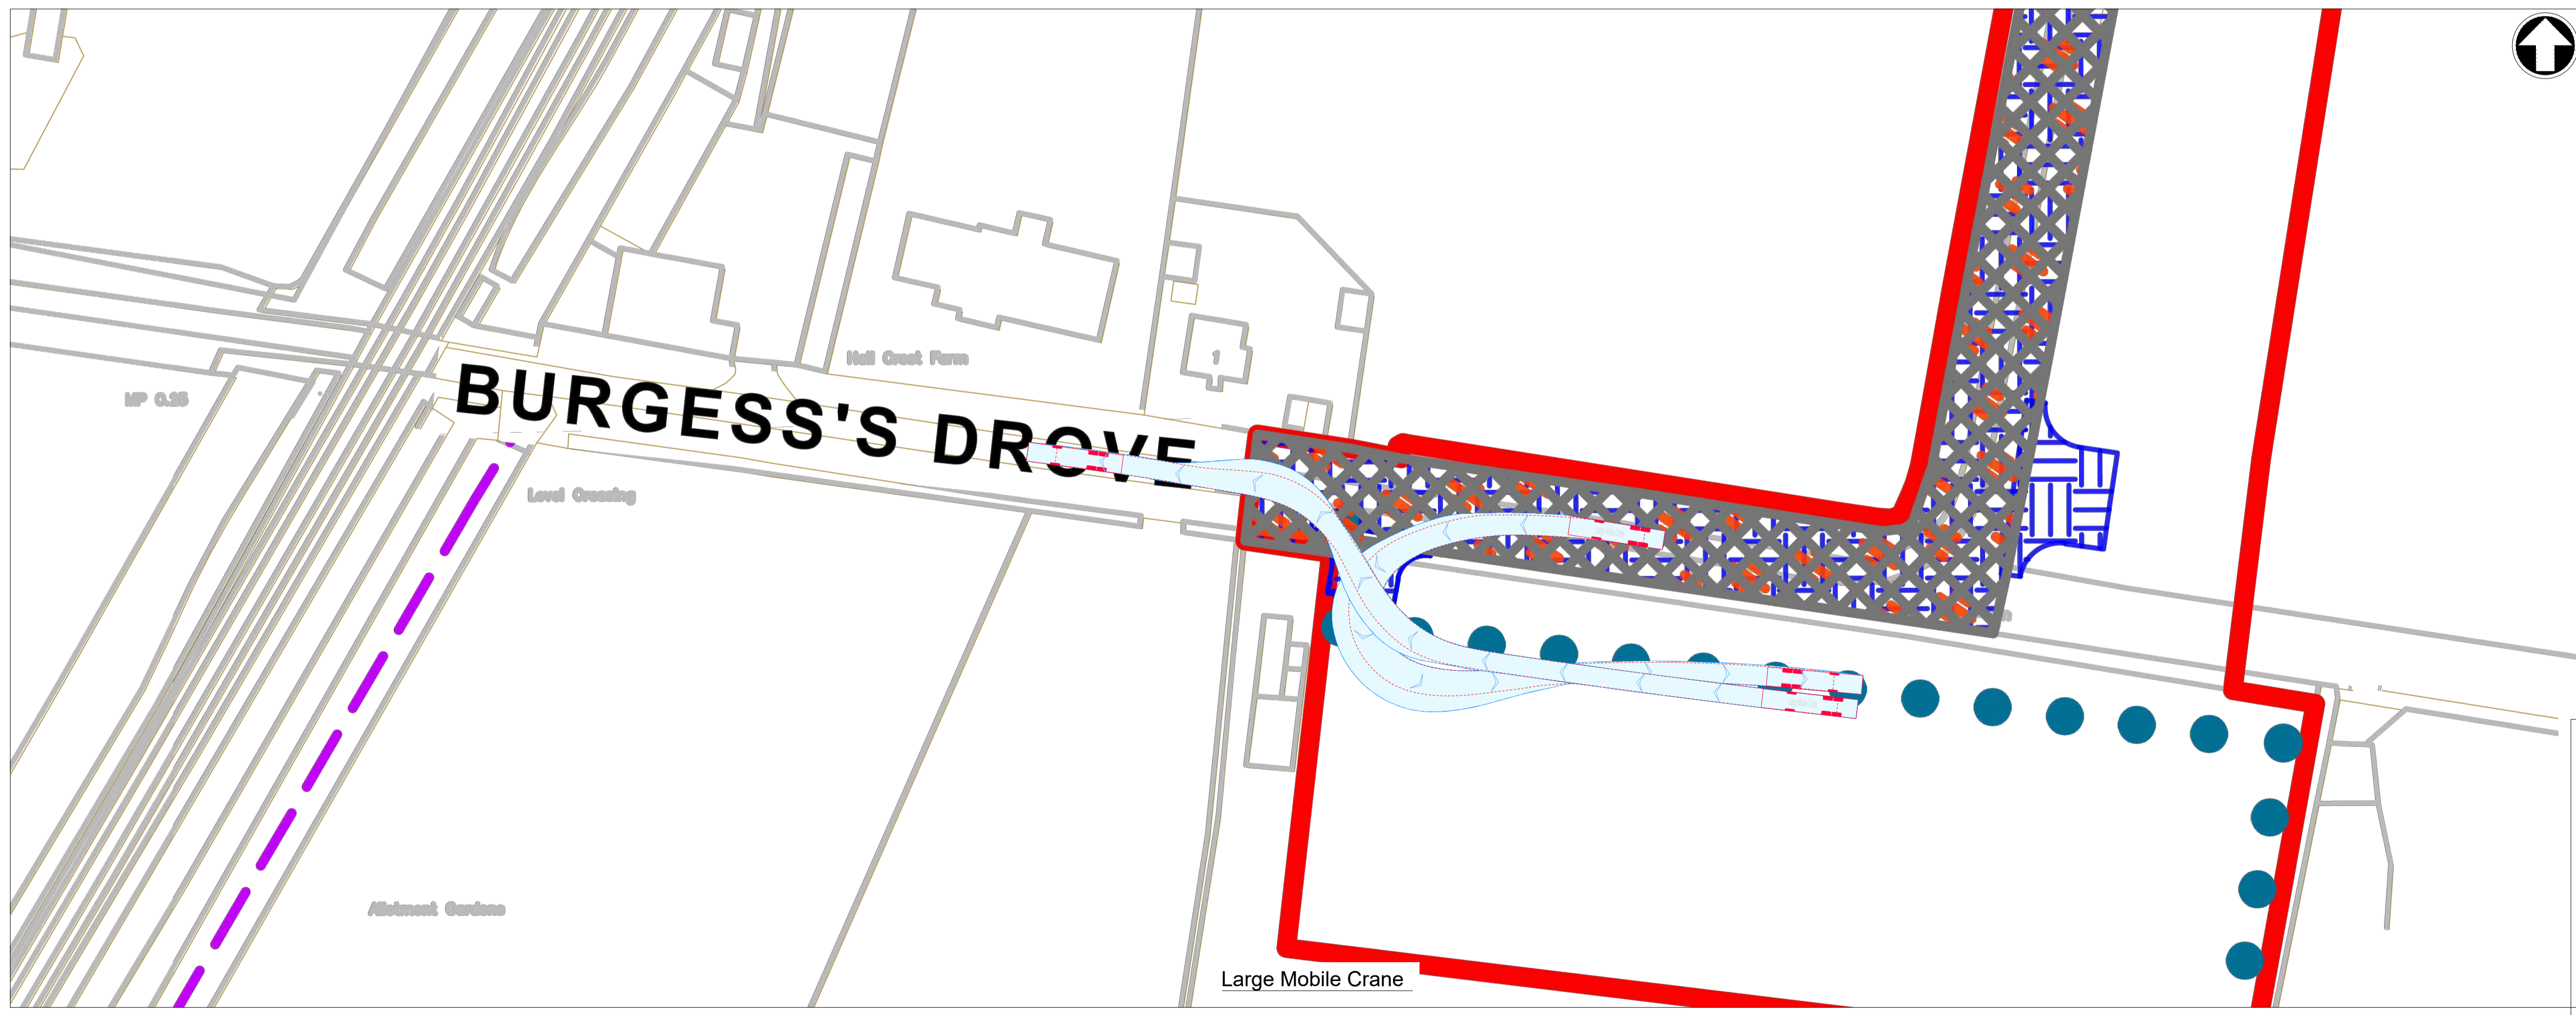 Hall Crest Farm
1
MP 0.25
BURGESS'S DROVE
Level Crossing
Allotment Gardens
Large Mobile Crane